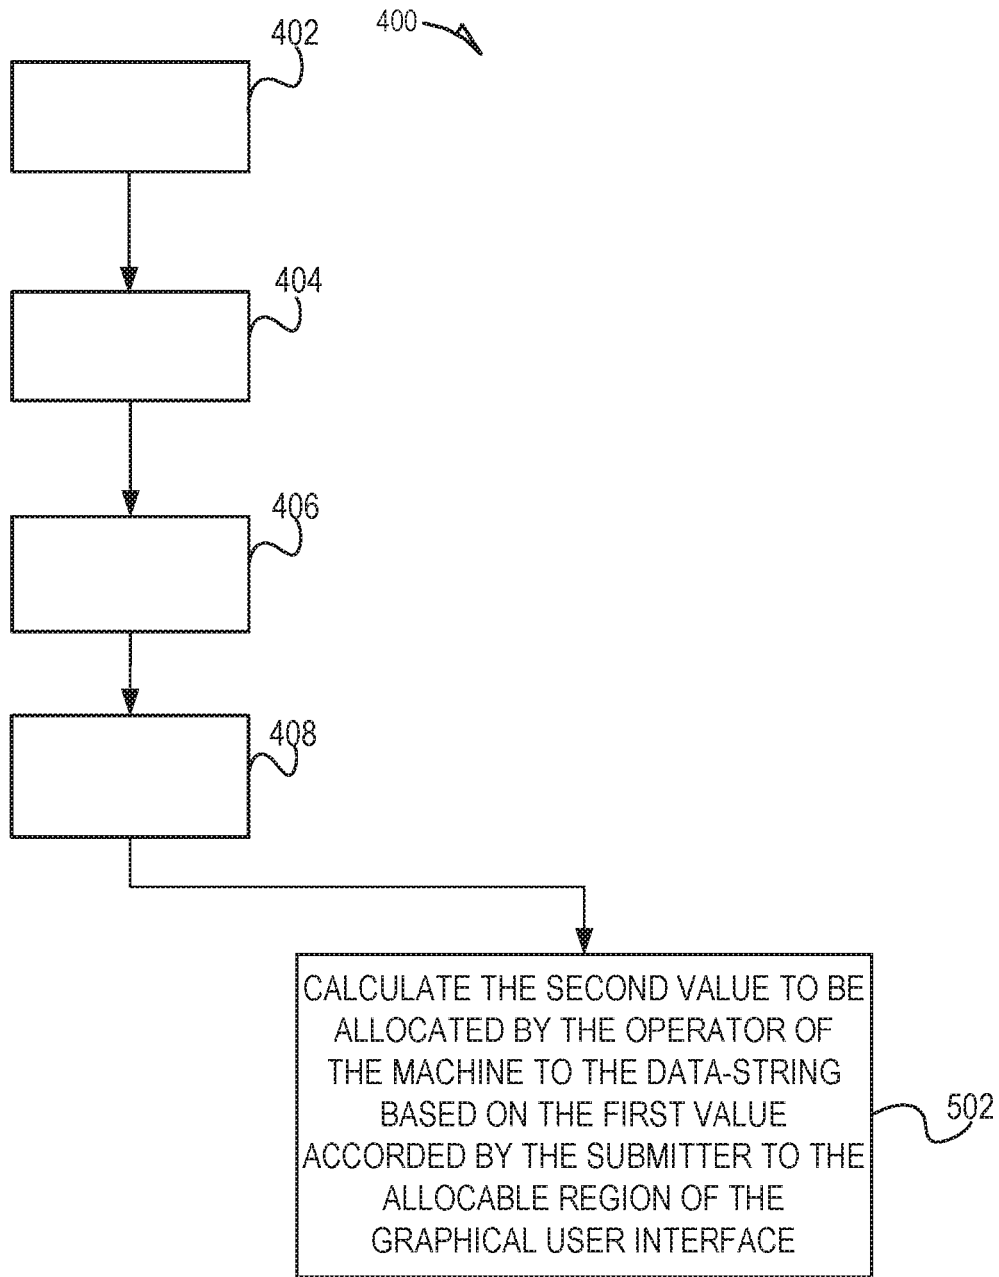 400
402
404
406
408
CALCULATE THE SECOND VALUE TO BE
ALLOCATED BY THE OPERATOR OF
THE MACHINE TO THE DATA-STRING
BASED ON THE FIRST VALUE
ACCORDED BY THE SUBMITTER TO THE
ALLOCABLE REGION OF THE
GRAPHICAL USER INTERFACE
502